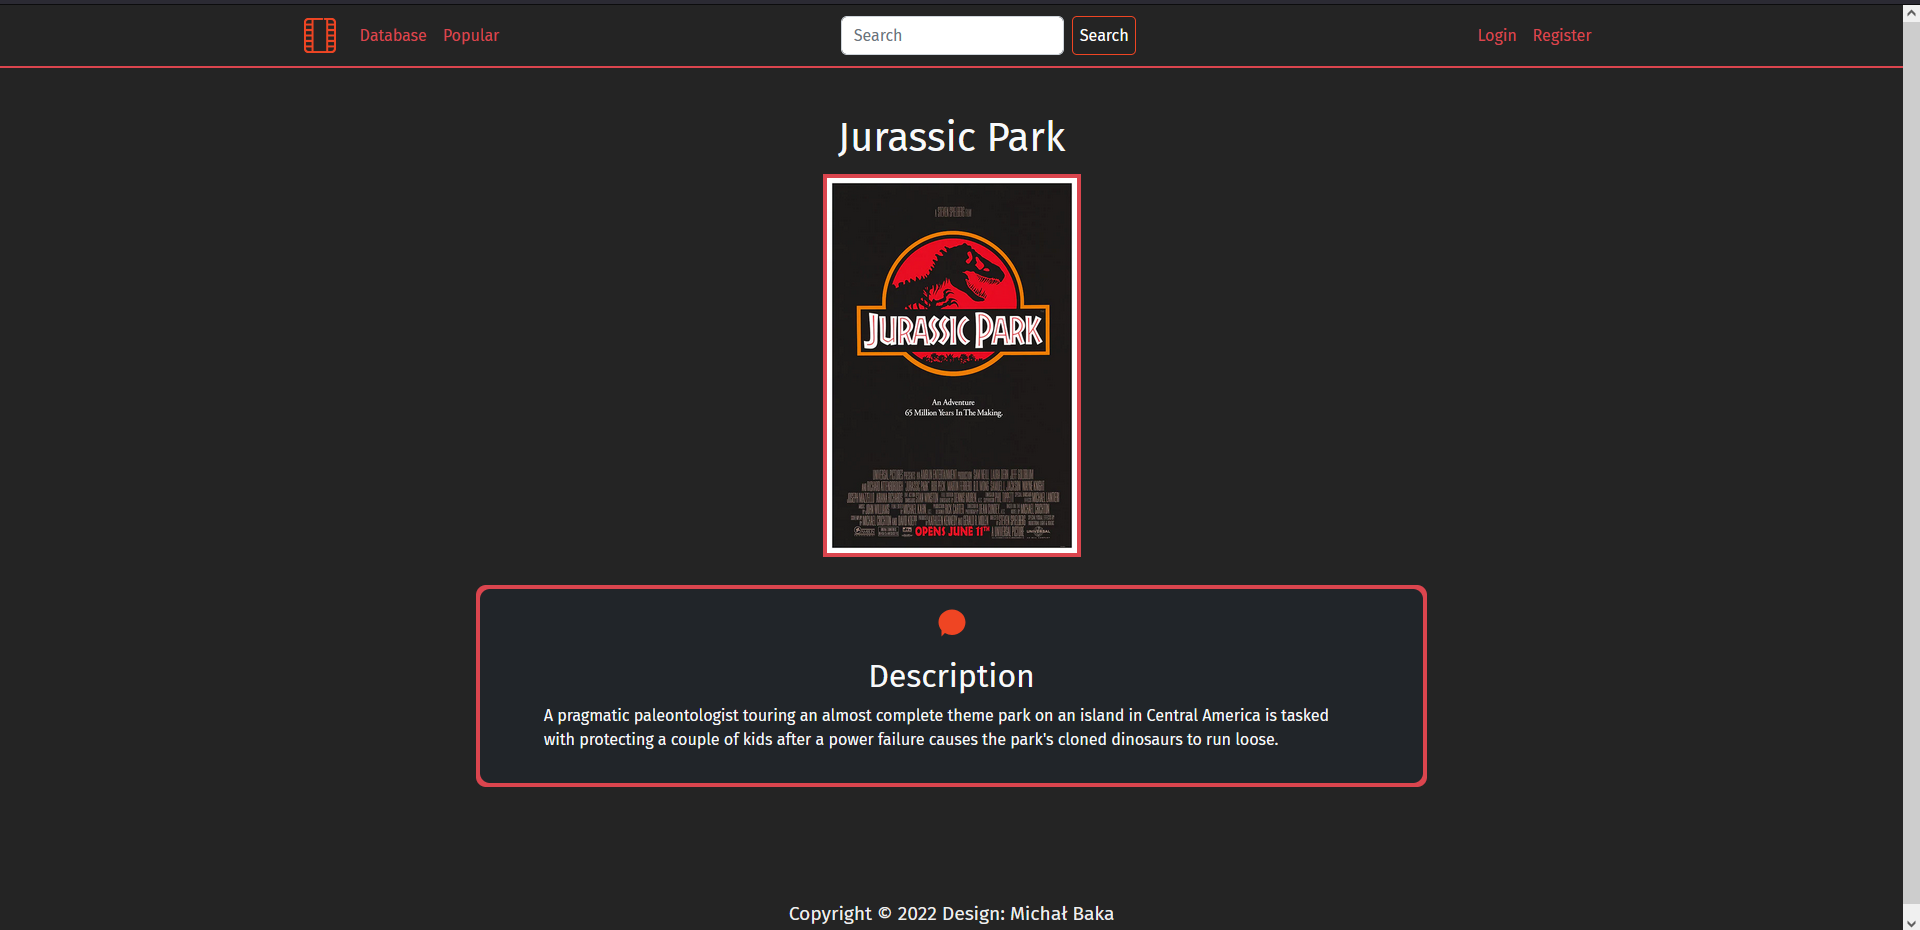 Database Popular Search Search Login Register
Jurassic Park
A STEVEN SPIELBERG FILM
JURASSIC PARK
An Adventure
65 Million Years In The Making.
OPENS JUNE 11TH
Description
A pragmatic paleontologist touring an almost complete theme park on an island in Central America is tasked
with protecting a couple of kids after a power failure causes the park's cloned dinosaurs to run loose.
Copyright © 2022 Design: Michał Baka